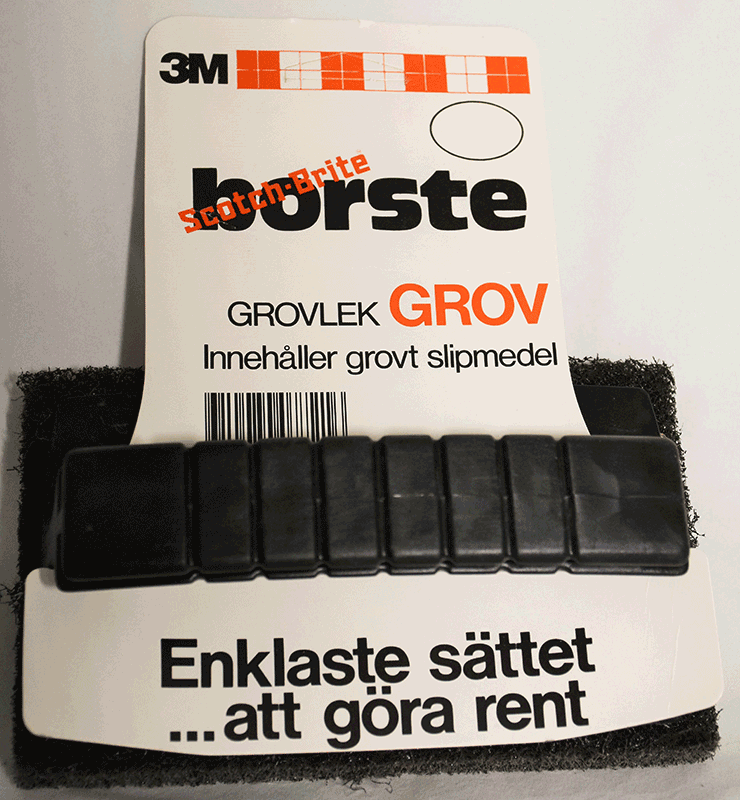 3M
Scotch-Brite
borste
GROVLEK GROV
Innehåller grovt slipmedel
Enklaste sättet
...att göra rent